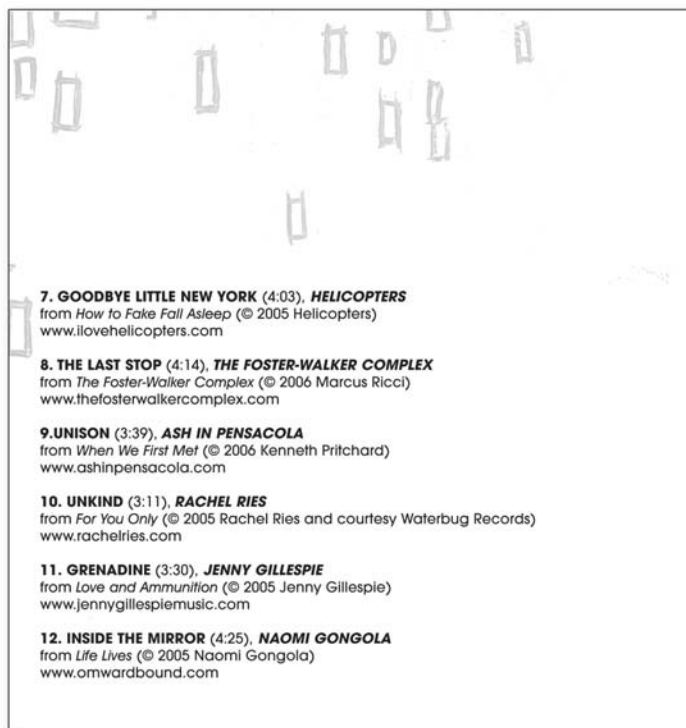 7. GOODBYE LITTLE NEW YORK (4:03), HELICOPTERS
from How to Fake Fall Asleep (© 2005 Helicopters)
www.ilovehelicopters.com
8. THE LAST STOP (4:14), THE FOSTER-WALKER COMPLEX
from The Foster-Walker Complex (© 2006 Marcus Ricci)
www.thefosterwalkercomplex.com
9.UNISON (3:39), ASH IN PENSACOLA
from When We First Met (© 2006 Kenneth Pritchard)
www.ashinpensacola.com
10. UNKIND (3:11), RACHEL RIES
from For You Only (© 2005 Rachel Ries and courtesy Waterbug Records)
www.rachelries.com
11. GRENADINE (3:30), JENNY GILLESPIE
from Love and Ammunition (© 2005 Jenny Gillespie)
www.jennygillespiemusic.com
12. INSIDE THE MIRROR (4:25), NAOMI GONGOLA
from Life Lives (© 2005 Naomi Gongola)
www.omwardbound.com